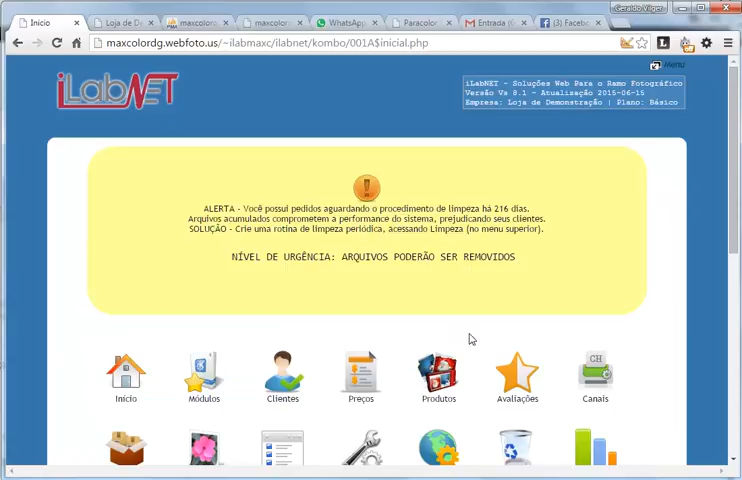 Geraldo Vilger
Início
Loja de D
maxcolor
maxcolor
WhatsApp
Paracolo
Entrada (
(3) Faceb
maxcolordg.webfoto.us/~ilabmaxc/ilabnet/kombo/001A$inicial.php
Menu
iLabNET
iLabNET - Soluções Web Para o Ramo Fotográfico
Versão Vs 8.1 - Atualização 2015-06-15
Empresa: Loja de Demonstração | Plano: Básico
ALERTA - Você possui pedidos aguardando o procedimento de limpeza há 216 dias.
Arquivos acumulados comprometem a performance do sistema, prejudicando seus clientes.
SOLUÇÃO - Crie uma rotina de limpeza periódica, acessando Limpeza (no menu superior).
NÍVEL DE URGÊNCIA: ARQUIVOS PODERÃO SER REMOVIDOS
Início
Módulos
Clientes
Preços
Produtos
Avaliações
CH
Canais